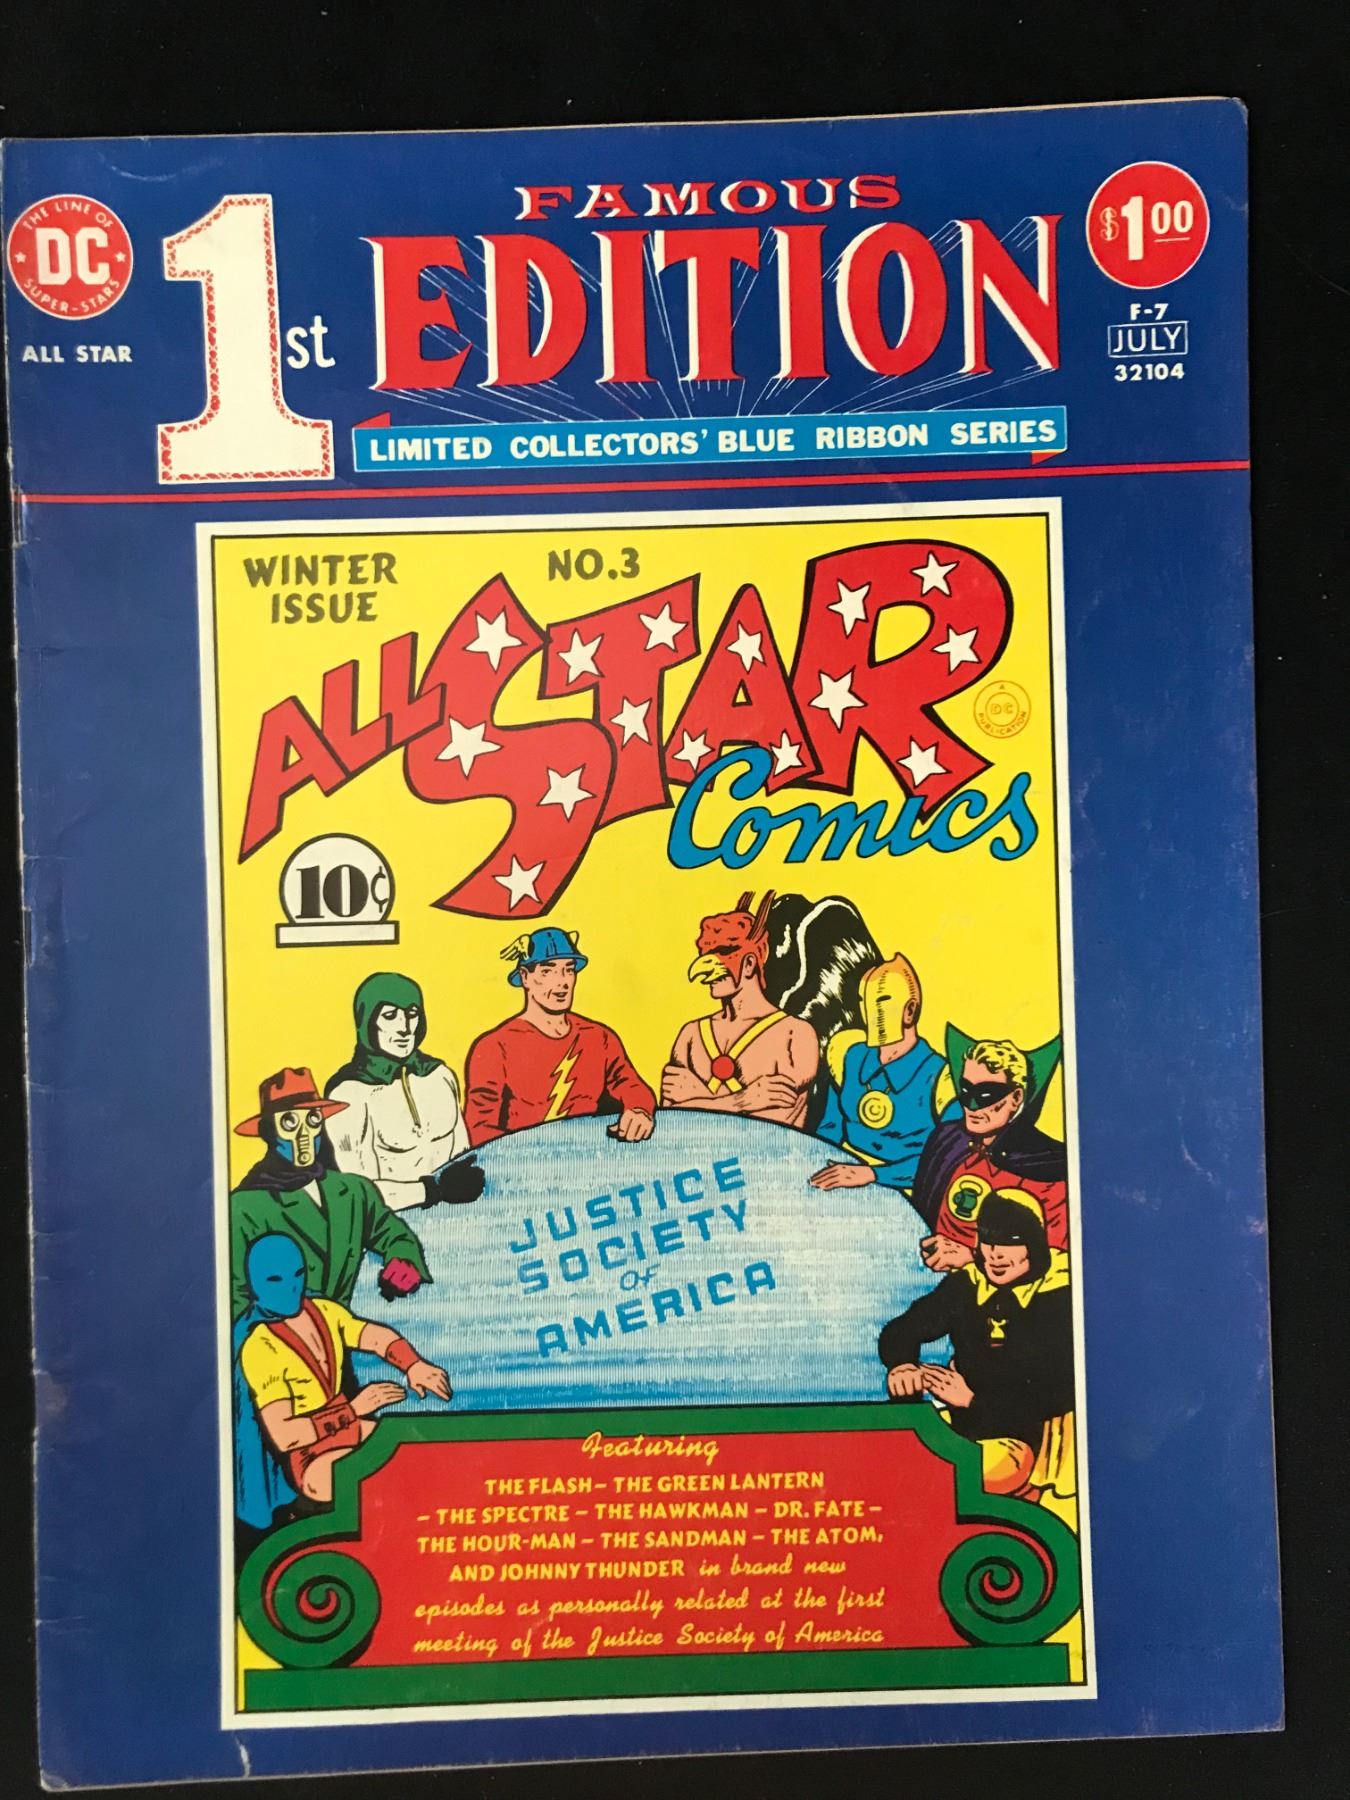 THE LINE OF
DC
SUPER-STARS
ALL STAR
1st
FAMOUS
EDITION
$1.00
F-7
JULY
32104
LIMITED COLLECTORS' BLUE RIBBON SERIES
WINTER
ISSUE
NO.3
ALL STAR
Comics
A
DC
PUBLICATION
10¢
JUSTICE
SOCIETY
OF
AMERICA
Featuring
THE FLASH – THE GREEN LANTERN
– THE SPECTRE – THE HAWKMAN – DR. FATE –
THE HOUR-MAN – THE SANDMAN – THE ATOM,
AND JOHNNY THUNDER in brand new
episodes as personally related at the first
meeting of the Justice Society of America